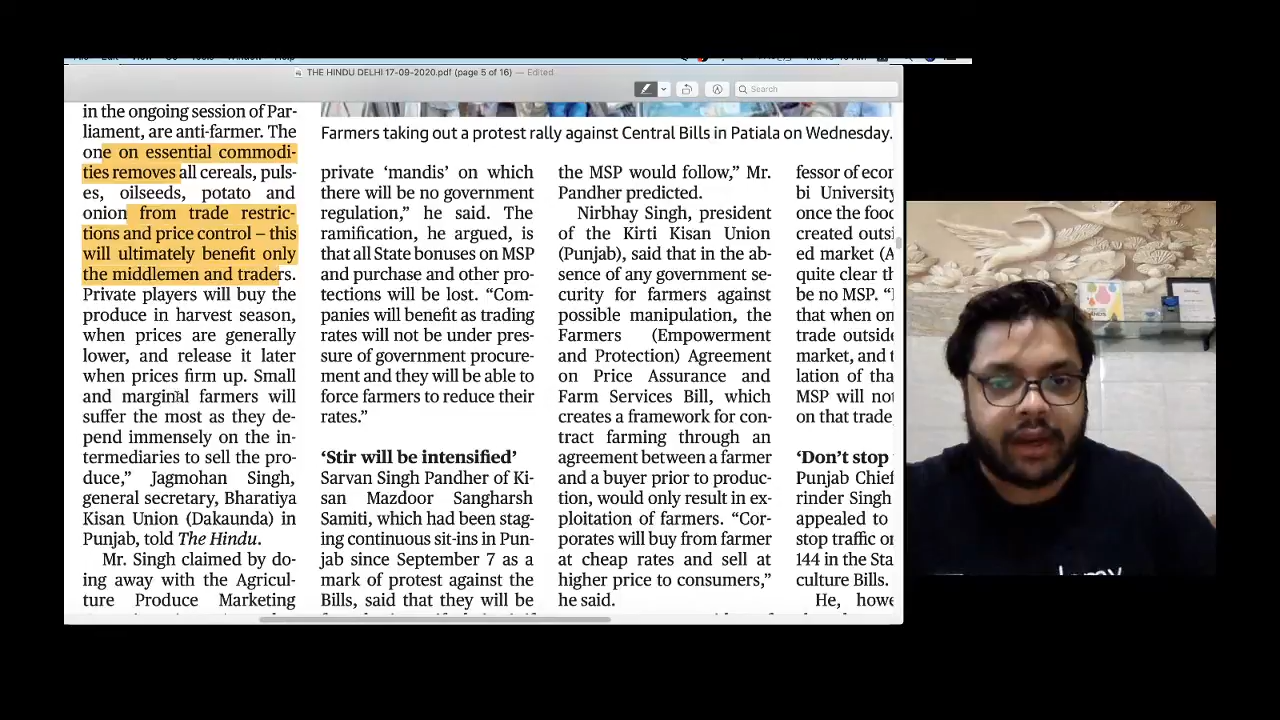 THE HINDU DELHI 17-09-2020.pdf (page 5 of 16) — Edited
Search
in the ongoing session of Par-
liament, are anti-farmer. The
one on essential commodi-
ties removes all cereals, puls-
es, oilseeds, potato and
onion from trade restric-
tions and price control – this
will ultimately benefit only
the middlemen and traders.
Private players will buy the
produce in harvest season,
when prices are generally
lower, and release it later
when prices firm up. Small
and marginal farmers will
suffer the most as they de-
pend immensely on the in-
termediaries to sell the pro-
duce,” Jagmohan Singh,
general secretary, Bharatiya
Kisan Union (Dakaunda) in
Punjab, told The Hindu.
Mr. Singh claimed by do-
ing away with the Agricul-
ture Produce Marketing
Farmers taking out a protest rally against Central Bills in Patiala on Wednesday.
private ‘mandis’ on which
there will be no government
regulation,” he said. The
ramification, he argued, is
that all State bonuses on MSP
and purchase and other pro-
tections will be lost. “Com-
panies will benefit as trading
rates will not be under pres-
sure of government procure-
ment and they will be able to
force farmers to reduce their
rates.”
‘Stir will be intensified’
Sarvan Singh Pandher of Ki-
san Mazdoor Sangharsh
Samiti, which had been stag-
ing continuous sit-ins in Pun-
jab since September 7 as a
mark of protest against the
Bills, said that they will be
the MSP would follow,” Mr.
Pandher predicted.
Nirbhay Singh, president
of the Kirti Kisan Union
(Punjab), said that in the ab-
sence of any government se-
curity for farmers against
possible manipulation, the
Farmers (Empowerment
and Protection) Agreement
on Price Assurance and
Farm Services Bill, which
creates a framework for con-
tract farming through an
agreement between a farmer
and a buyer prior to produc-
tion, would only result in ex-
ploitation of farmers. “Cor-
porates will buy from farmer
at cheap rates and sell at
higher price to consumers,”
he said.
fessor of econ
bi University
once the food
created outsi
ed market (A
quite clear th
be no MSP. “
that when on
trade outside
market, and t
lation of tha
MSP will not
on that trade
‘Don’t stop
Punjab Chief
rinder Singh
appealed to
stop traffic or
144 in the Sta
culture Bills.
He, howe